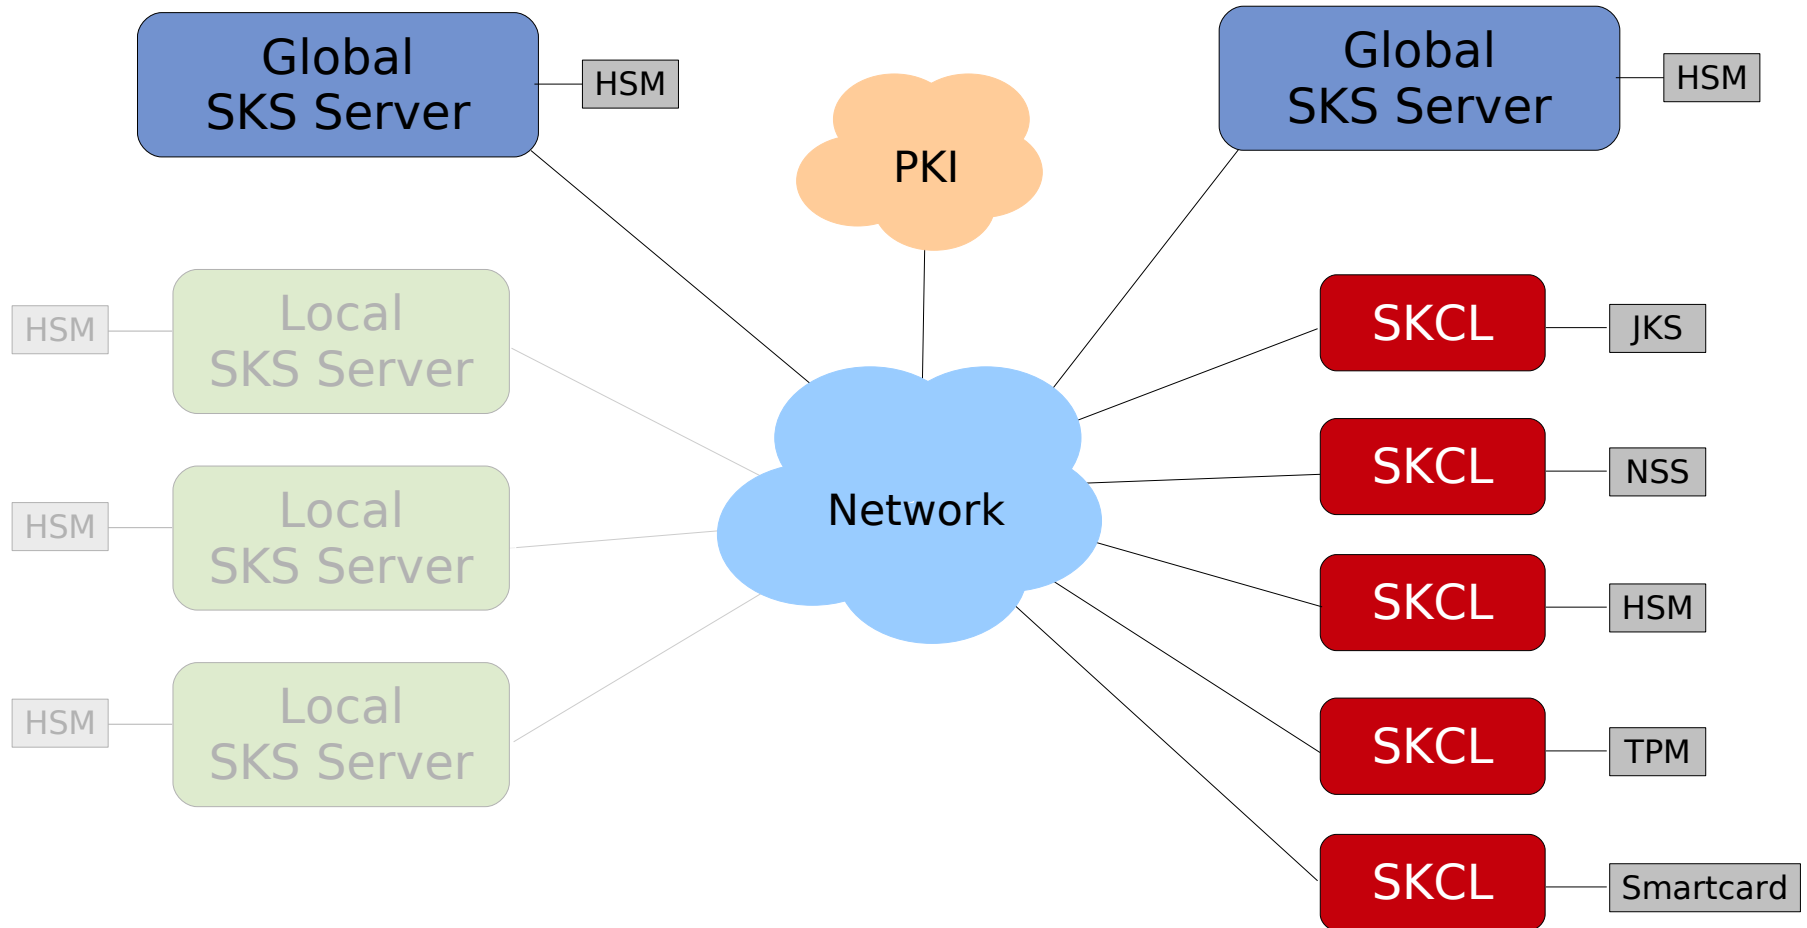 Global
SKS Server
HSM
Global
SKS Server
HSM
PKI
HSM
Local
SKS Server
SKCL
JKS
SKCL
NSS
HSM
Local
SKS Server
Network
SKCL
HSM
HSM
Local
SKS Server
SKCL
TPM
SKCL
Smartcard